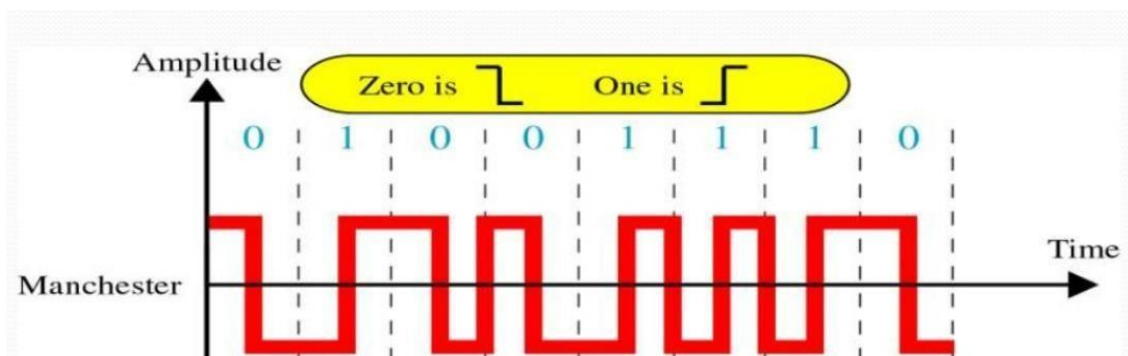 Amplitude
Zero is One is
0 1 0 0 1 1 1 0
Time
Manchester